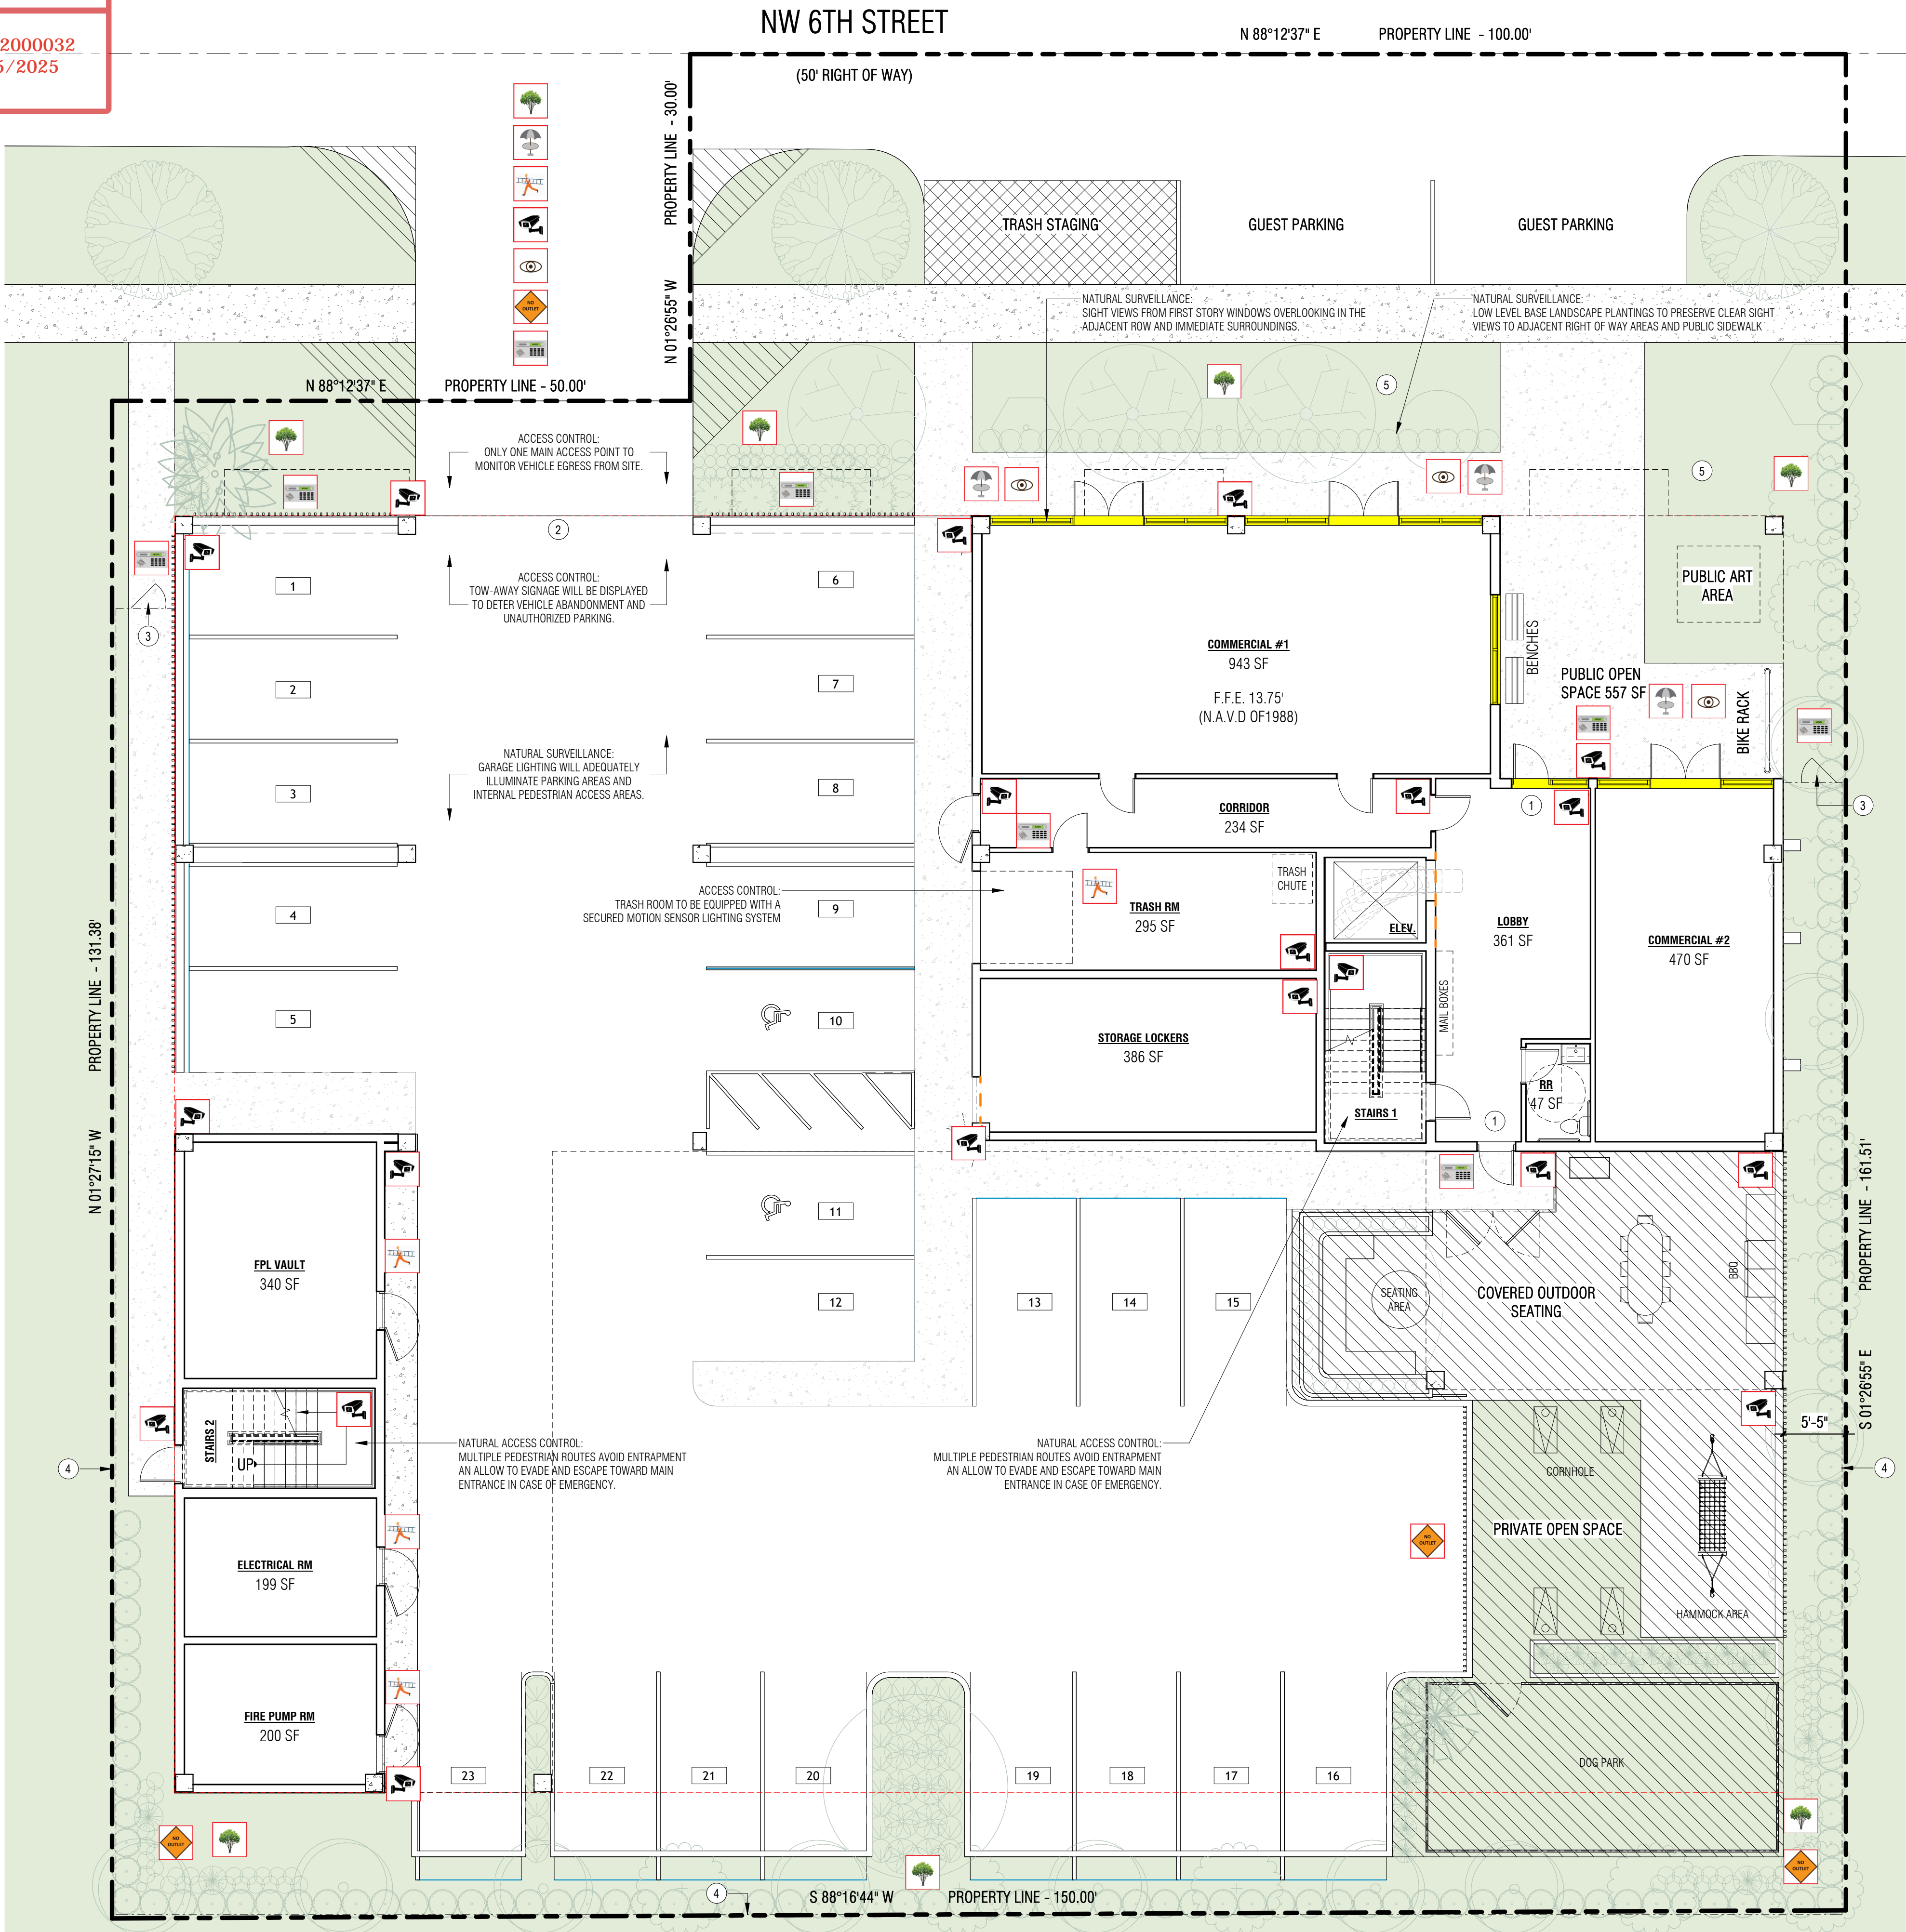 2000032
5/2025
NW 6TH STREET
(50' RIGHT OF WAY)
N 88°12'37" E PROPERTY LINE - 100.00'
PROPERTY LINE - 30.00'
N 01°26'55" W
NO
OUTLET
TRASH STAGING
GUEST PARKING
GUEST PARKING
NATURAL SURVEILLANCE:
SIGHT VIEWS FROM FIRST STORY WINDOWS OVERLOOKING IN THE
ADJACENT ROW AND IMMEDIATE SURROUNDINGS.
NATURAL SURVEILLANCE:
LOW LEVEL BASE LANDSCAPE PLANTINGS TO PRESERVE CLEAR SIGHT
VIEWS TO ADJACENT RIGHT OF WAY AREAS AND PUBLIC SIDEWALK
N 88°12'37" E PROPERTY LINE - 50.00'
5
5
ACCESS CONTROL:
ONLY ONE MAIN ACCESS POINT TO
MONITOR VEHICLE EGRESS FROM SITE.
2
ACCESS CONTROL:
TOW-AWAY SIGNAGE WILL BE DISPLAYED
TO DETER VEHICLE ABANDONMENT AND
UNAUTHORIZED PARKING.
3
1
2
3
4
5
6
7
8
9
10
11
12
NATURAL SURVEILLANCE:
GARAGE LIGHTING WILL ADEQUATELY
ILLUMINATE PARKING AREAS AND
INTERNAL PEDESTRIAN ACCESS AREAS.
COMMERCIAL #1
943 SF
F.F.E. 13.75'
(N.A.V.D OF1988)
BENCHES
PUBLIC ART
AREA
PUBLIC OPEN
SPACE 557 SF
BIKE RACK
3
1
CORRIDOR
234 SF
ACCESS CONTROL:
TRASH ROOM TO BE EQUIPPED WITH A
SECURED MOTION SENSOR LIGHTING SYSTEM
TRASH
CHUTE
TRASH RM
295 SF
ELEV.
LOBBY
361 SF
COMMERCIAL #2
470 SF
MAIL BOXES
STORAGE LOCKERS
386 SF
STAIRS 1
RR
47 SF
1
PROPERTY LINE - 131.38'
N 01°27'15" W
FPL VAULT
340 SF
13
14
15
SEATING
AREA
COVERED OUTDOOR
SEATING
BBQ
PROPERTY LINE - 161.51'
S 01°26'55" E
5'-5"
STAIRS 2
UP
NATURAL ACCESS CONTROL:
MULTIPLE PEDESTRIAN ROUTES AVOID ENTRAPMENT
AN ALLOW TO EVADE AND ESCAPE TOWARD MAIN
ENTRANCE IN CASE OF EMERGENCY.
NATURAL ACCESS CONTROL:
MULTIPLE PEDESTRIAN ROUTES AVOID ENTRAPMENT
AN ALLOW TO EVADE AND ESCAPE TOWARD MAIN
ENTRANCE IN CASE OF EMERGENCY.
4
4
CORNHOLE
PRIVATE OPEN SPACE
HAMMOCK AREA
NO
OUTLET
ELECTRICAL RM
199 SF
FIRE PUMP RM
200 SF
DOG PARK
23
22
21
20
19
18
17
16
NO
OUTLET
NO
OUTLET
4
S 88°16'44" W PROPERTY LINE - 150.00'